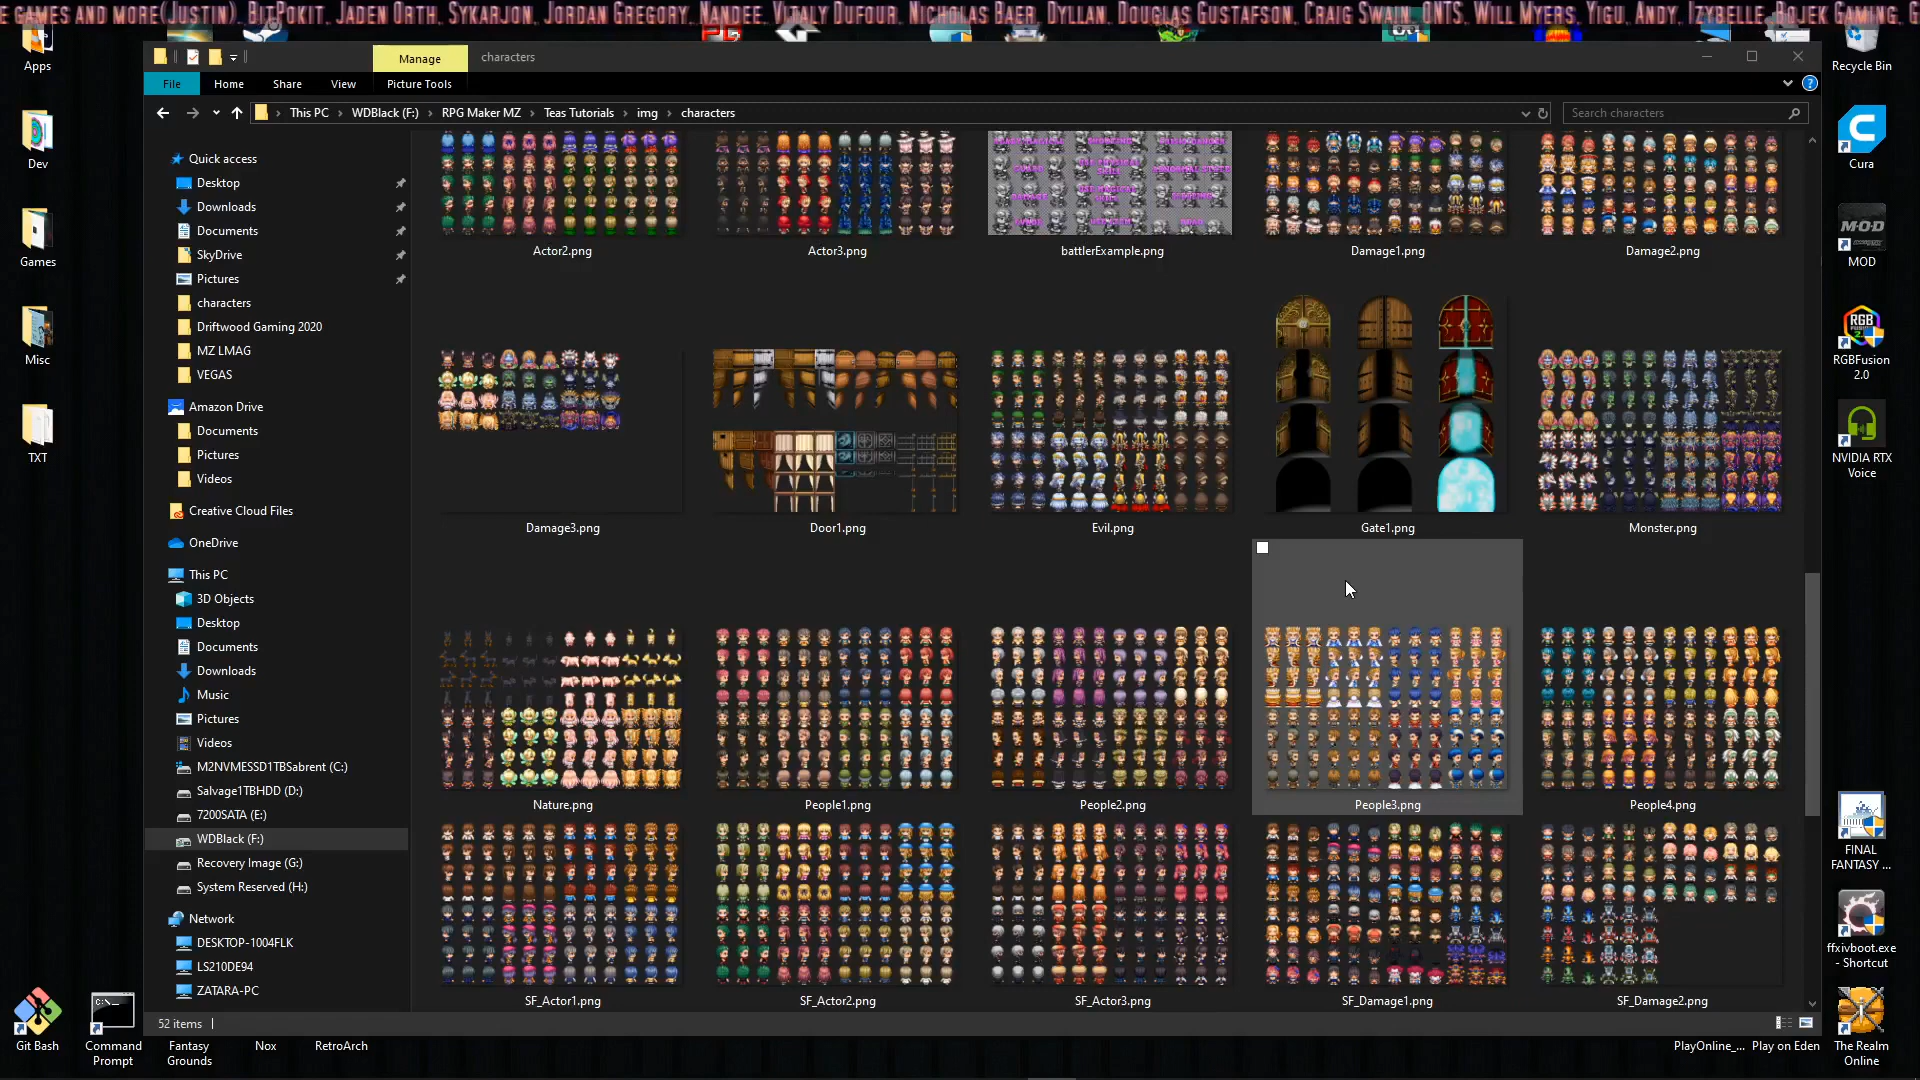 E GAMES AND MORE(JUSTIN). BITPOKIT, JADEN ORTH, SYKARJON, JORDAN GREGORY, NAMREE, VITALY DUFOUR, NICHOLAS BAER, DYLLAN, DOUGLAS GUSTAFSON, CRAIG SWAIN, QNTS, WILL MYERS, YIGU, ANDY, IZYBELLE, ROJEK GAMING, G
Manage
characters
File
Home
Share
View
Picture Tools
This PC
WDBlack (F:)
RPG Maker MZ
Teas Tutorials
img
characters
Search characters
Apps
Dev
Games
Misc
TXT
Git Bash
Command
Prompt
Fantasy
Grounds
Nox
RetroArch
Quick access
Desktop
Downloads
Documents
SkyDrive
Pictures
characters
Driftwood Gaming 2020
MZ LMAG
VEGAS
Amazon Drive
Documents
Pictures
Videos
Creative Cloud Files
OneDrive
This PC
3D Objects
Desktop
Documents
Downloads
Music
Pictures
Videos
M2NVMESSD1TBSabrent (C:)
Salvage1TBHDD (D:)
7200SATA (E:)
WDBlack (F:)
Recovery Image (G:)
System Reserved (H:)
Network
DESKTOP-1004FLK
LS210DE94
ZATARA-PC
52 items
Actor2.png
Actor3.png
battlerExample.png
Damage1.png
Damage2.png
Damage3.png
Door1.png
Evil.png
Gate1.png
Monster.png
Nature.png
People1.png
People2.png
People3.png
People4.png
SF_Actor1.png
SF_Actor2.png
SF_Actor3.png
SF_Damage1.png
SF_Damage2.png
Recycle Bin
Cura
MOD
RGBFusion
2.0
NVIDIA RTX
Voice
FINAL
FANTASY ...
ffxivboot.exe
- Shortcut
The Realm
Online
PlayOnline_...
Play on Eden